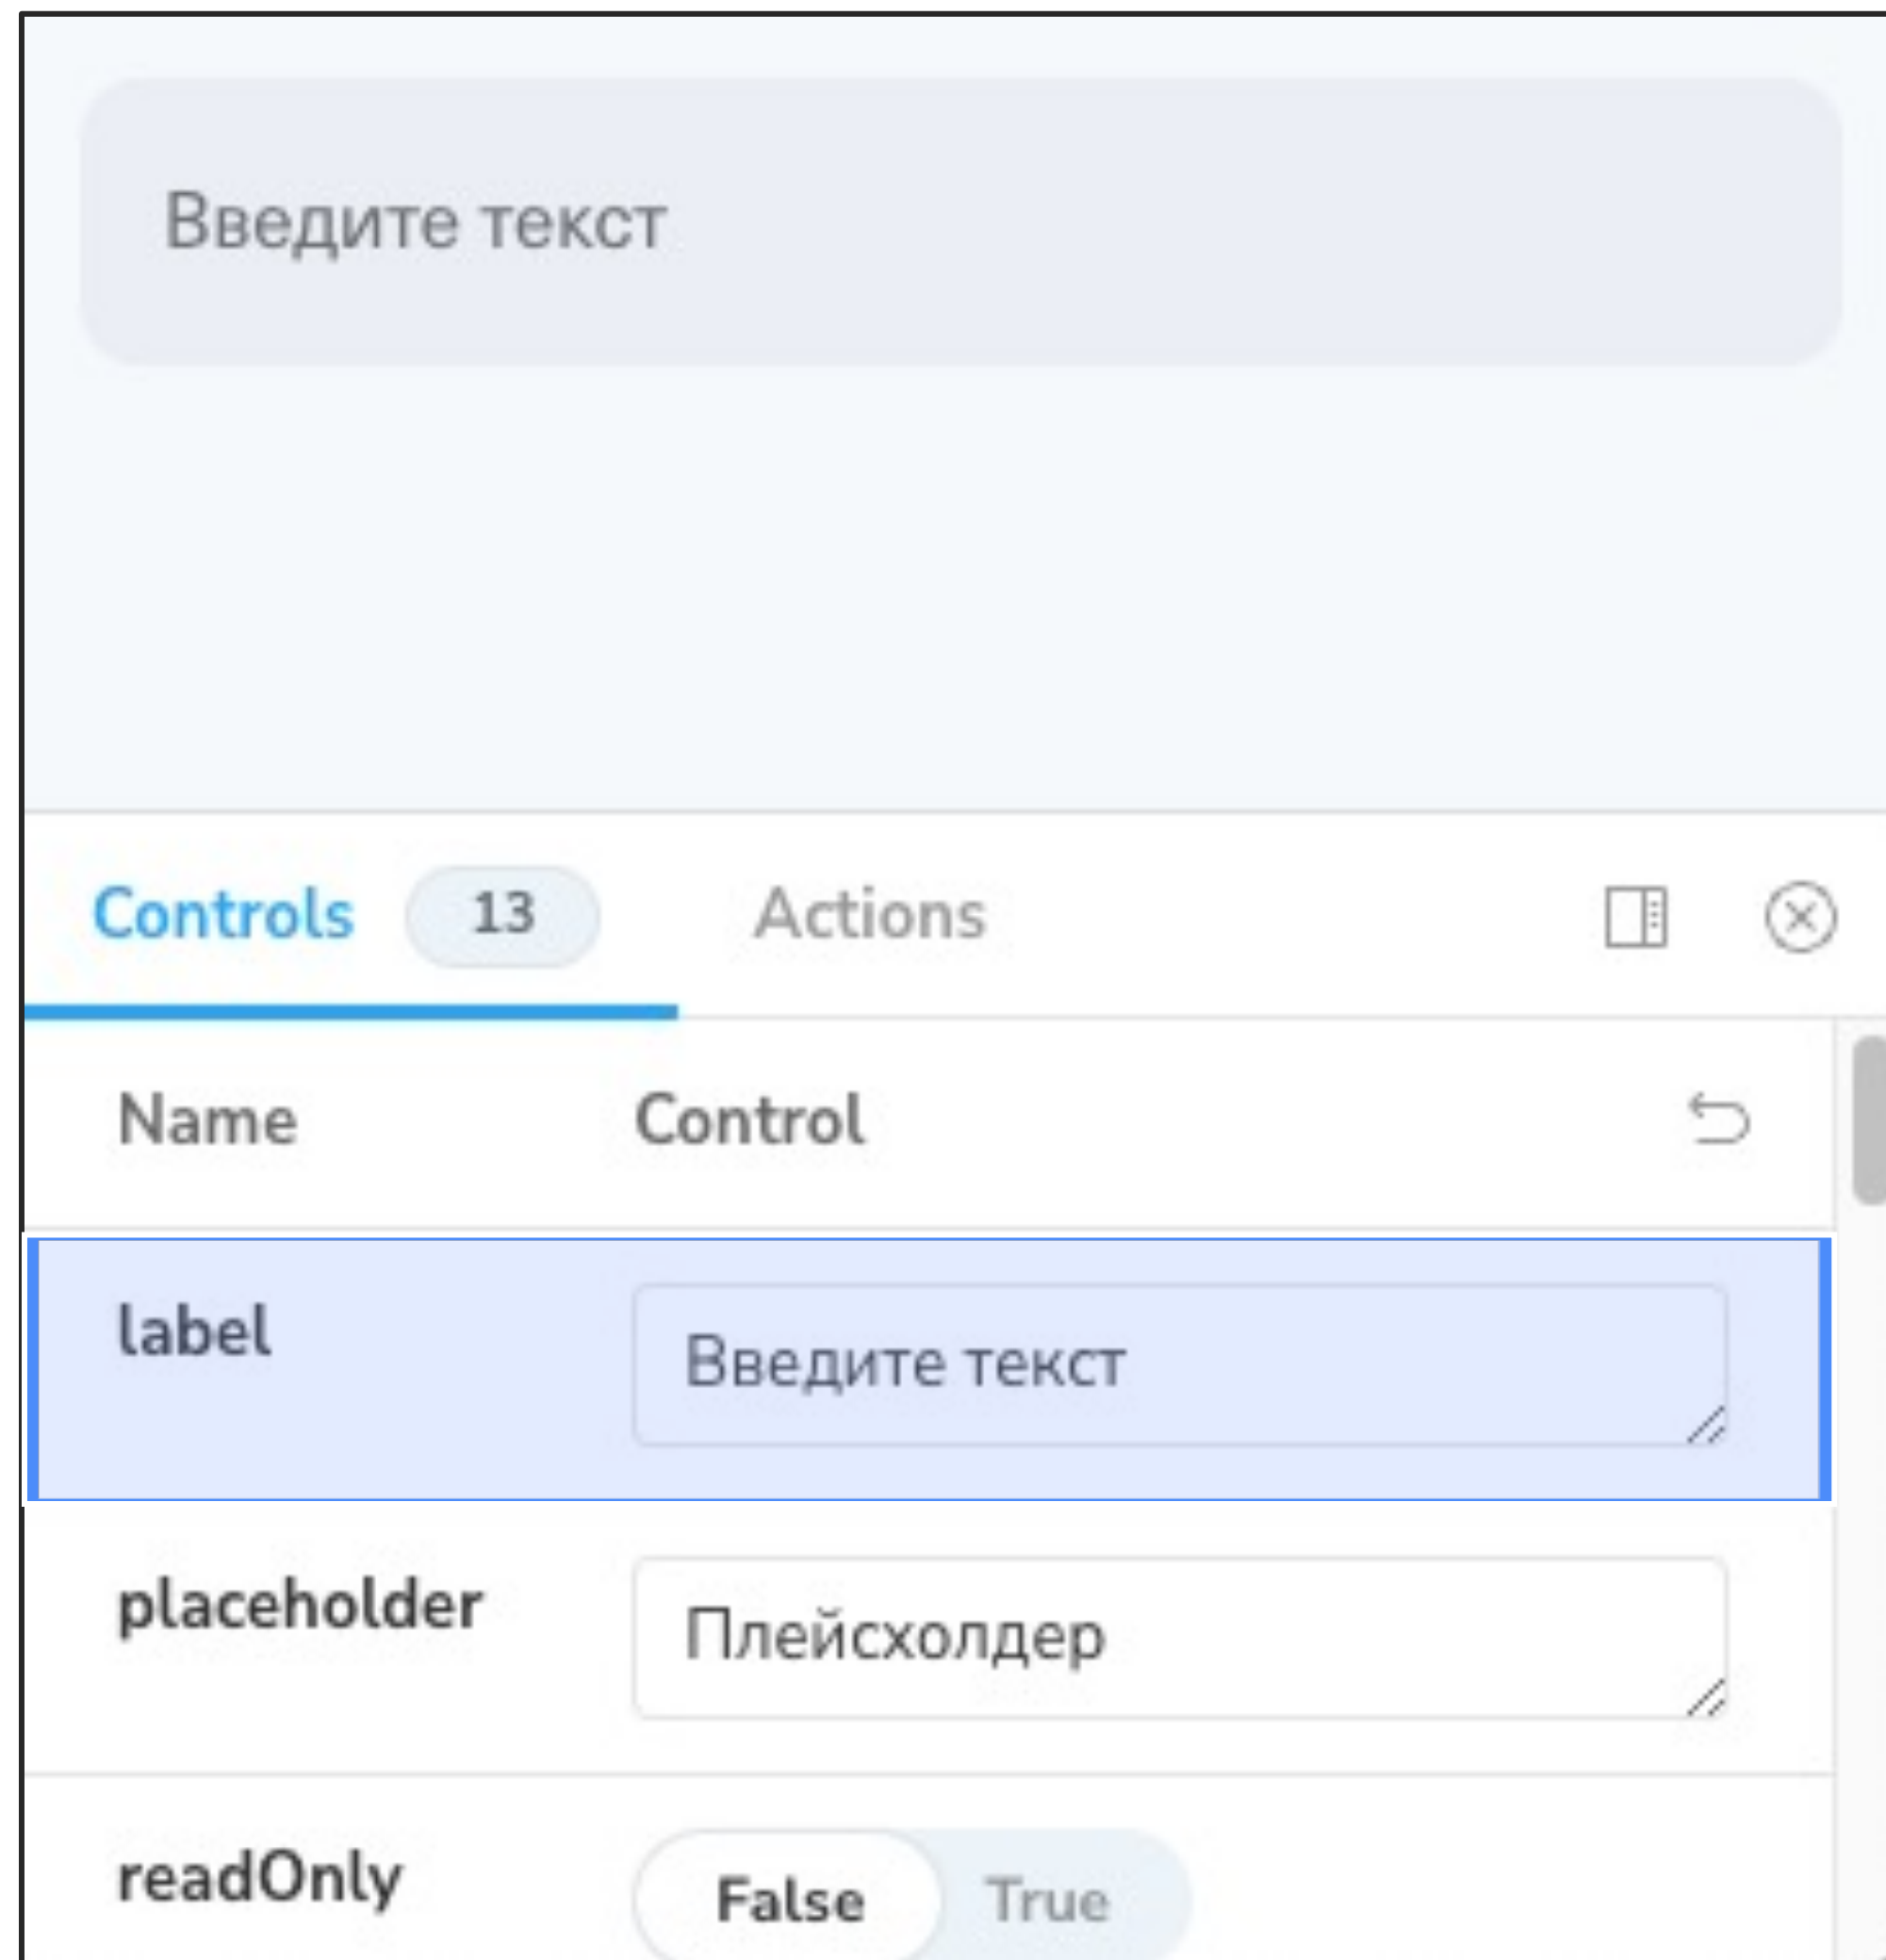 Введите текст
Controls 13 Actions
Name Control
label Введите текст
placeholder Плейсхолдер
readOnly False True